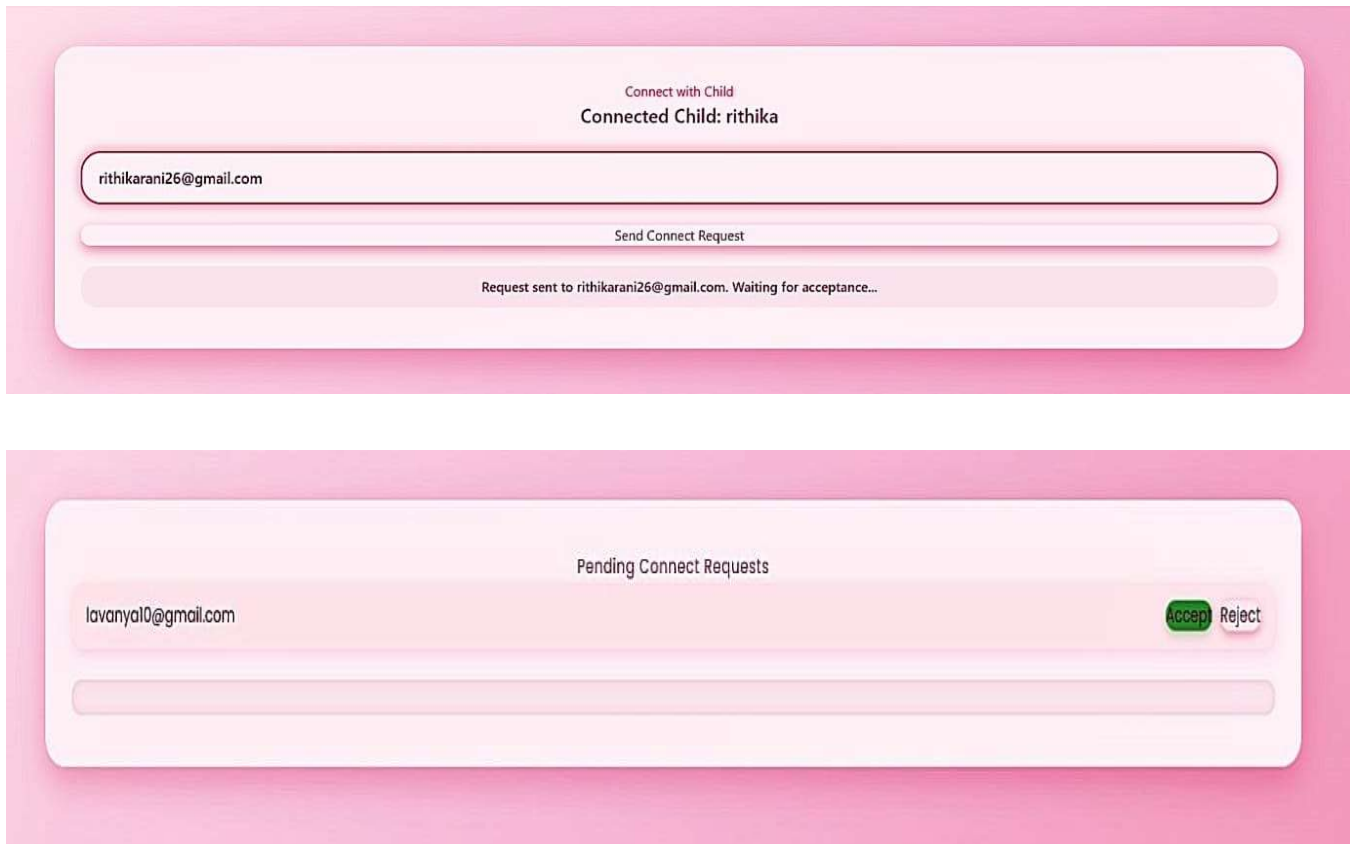 Connect with Child
Connected Child: rithika
rithikarani26@gmail.com
Send Connect Request
Request sent to rithikarani26@gmail.com. Waiting for acceptance...
Pending Connect Requests
lavanya10@gmail.com Accept Reject